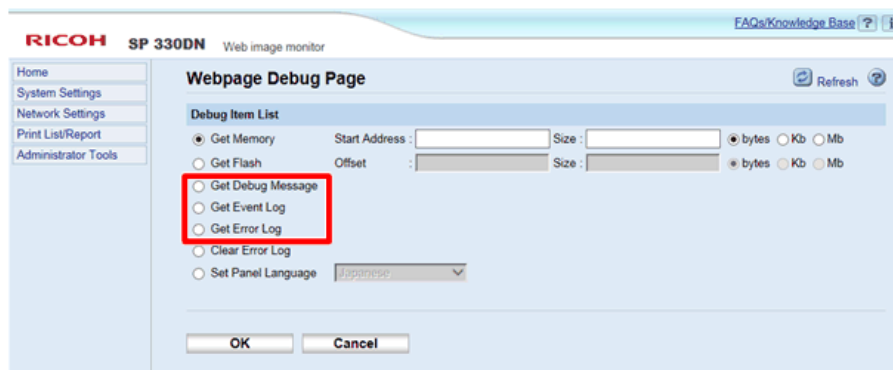 FAQs/Knowledge Base ?
RICOH SP 330DN Web image monitor
Home
System Settings
Network Settings
Print List/Report
Administrator Tools
Webpage Debug Page
Refresh ?
Debug Item List
Get Memory Start Address : Size : bytes Kb Mb
Get Flash Offset : Size : bytes Kb Mb
Get Debug Message
Get Event Log
Get Error Log
Clear Error Log
Set Panel Language Japanese
OK Cancel